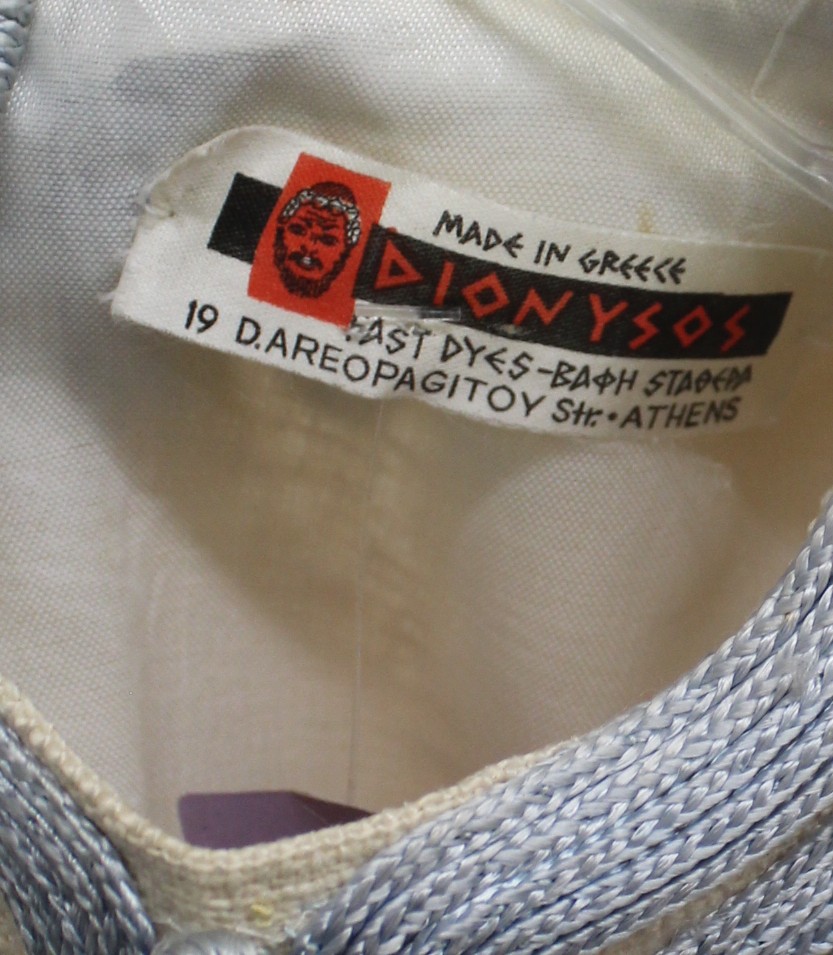 MADE IN GREECE
DIONYSOS
FAST DYES-ΒΑΦΗ ΣΤΑΘΕΡΑ
19 D.AREOPAGITOY Str.•ATHENS